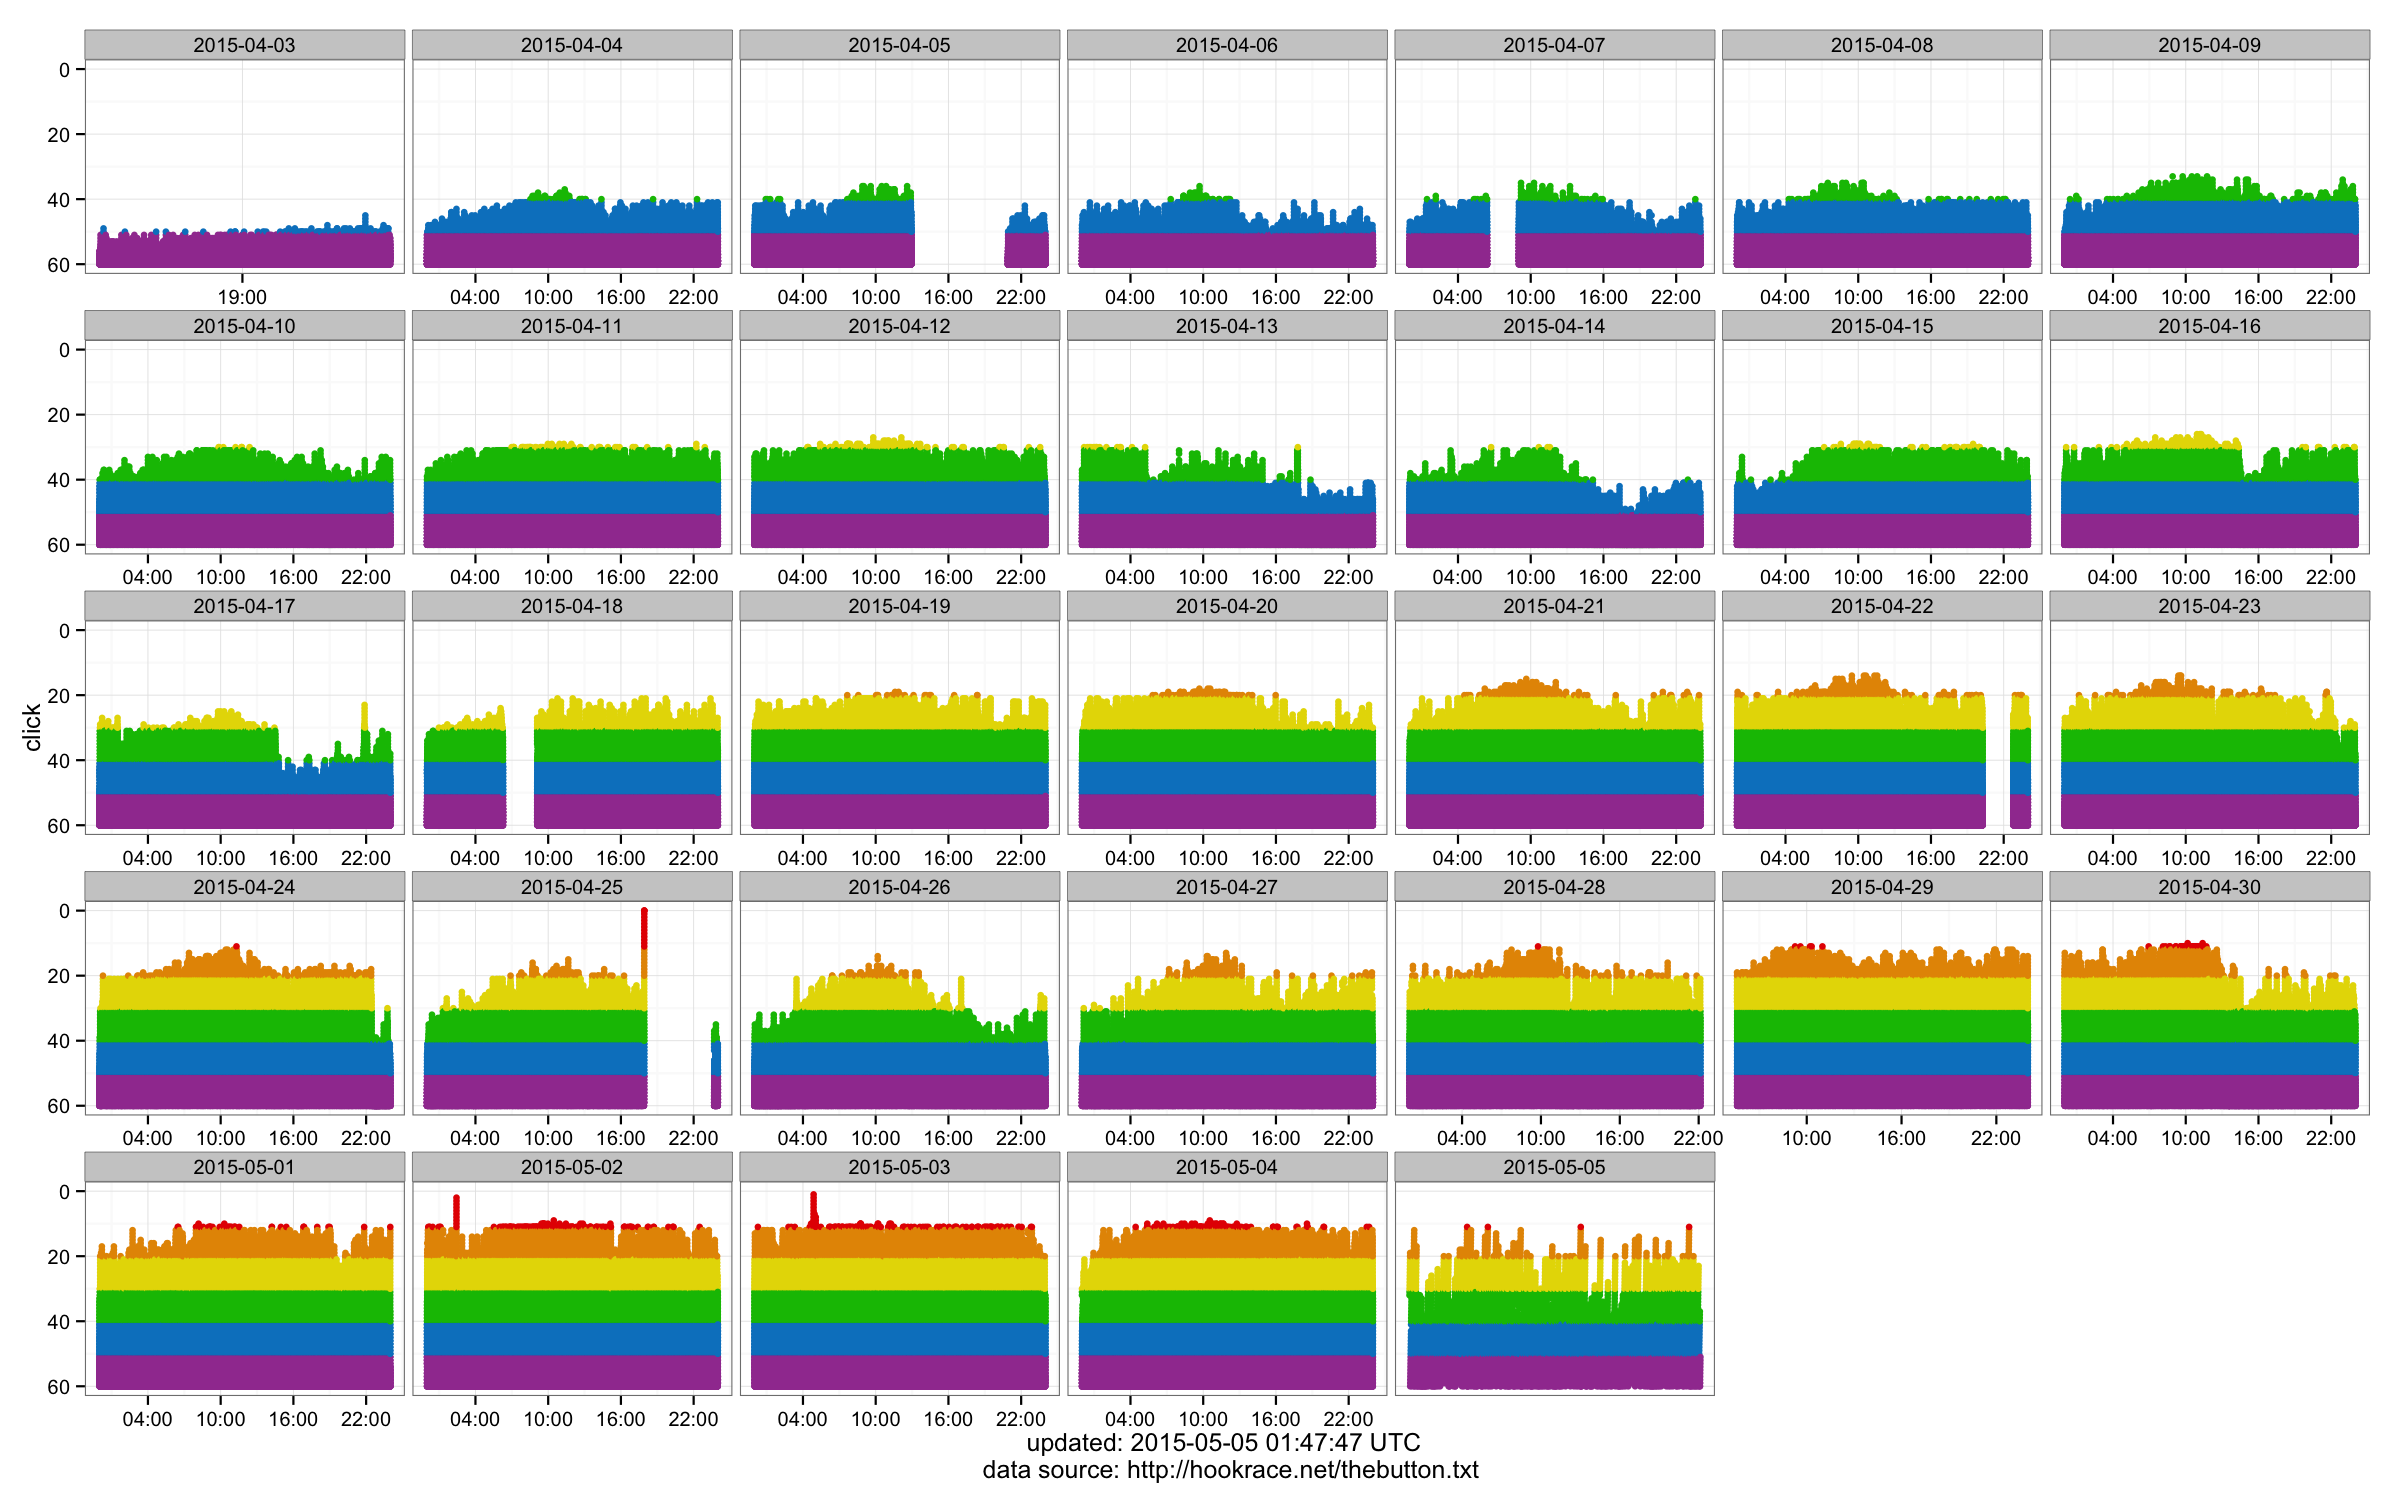 2015-04-03 2015-04-04 2015-04-05 2015-04-06 2015-04-07 2015-04-08 2015-04-09
0
20
40
60
19:00 04:00 10:00 16:00 22:00 04:00 10:00 16:00 22:00 04:00 10:00 16:00 22:00 04:00 10:00 16:00 22:00 04:00 10:00 16:00 22:00 04:00 10:00 16:00 22:00
2015-04-10 2015-04-11 2015-04-12 2015-04-13 2015-04-14 2015-04-15 2015-04-16
0
20
40
60
04:00 10:00 16:00 22:00 04:00 10:00 16:00 22:00 04:00 10:00 16:00 22:00 04:00 10:00 16:00 22:00 04:00 10:00 16:00 22:00 04:00 10:00 16:00 22:00 04:00 10:00 16:00 22:00
2015-04-17 2015-04-18 2015-04-19 2015-04-20 2015-04-21 2015-04-22 2015-04-23
0
20
click
40
60
04:00 10:00 16:00 22:00 04:00 10:00 16:00 22:00 04:00 10:00 16:00 22:00 04:00 10:00 16:00 22:00 04:00 10:00 16:00 22:00 04:00 10:00 16:00 22:00 04:00 10:00 16:00 22:00
2015-04-24 2015-04-25 2015-04-26 2015-04-27 2015-04-28 2015-04-29 2015-04-30
0
20
40
60
04:00 10:00 16:00 22:00 04:00 10:00 16:00 22:00 04:00 10:00 16:00 22:00 04:00 10:00 16:00 22:00 04:00 10:00 16:00 22:00 10:00 16:00 22:00 04:00 10:00 16:00 22:00
2015-05-01 2015-05-02 2015-05-03 2015-05-04 2015-05-05
0
20
40
60
04:00 10:00 16:00 22:00 04:00 10:00 16:00 22:00 04:00 10:00 16:00 22:00 04:00 10:00 16:00 22:00
updated: 2015-05-05 01:47:47 UTC
data source: http://hookrace.net/thebutton.txt